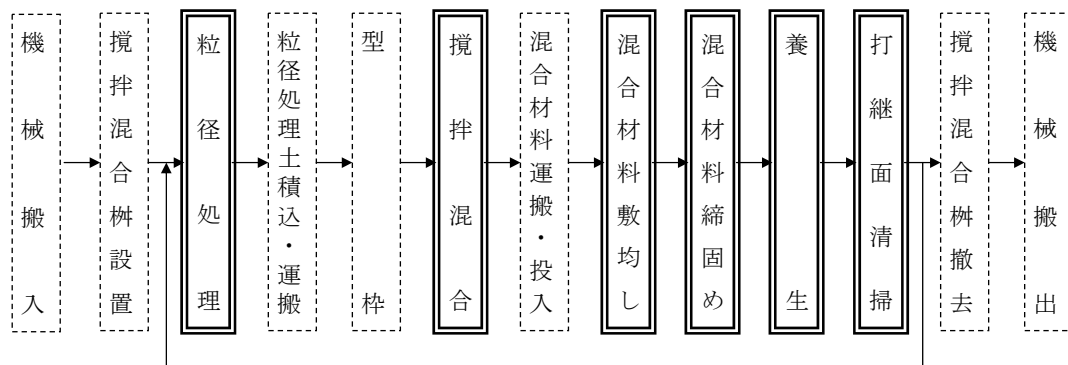 機械搬入
撹拌混合桝設置
粒径処理
粒径処理土積込・運搬
型枠
撹拌混合
混合材料運搬・投入
混合材料敷均し
混合材料締固め
養生
打継面清掃
撹拌混合桝撤去
機械搬出